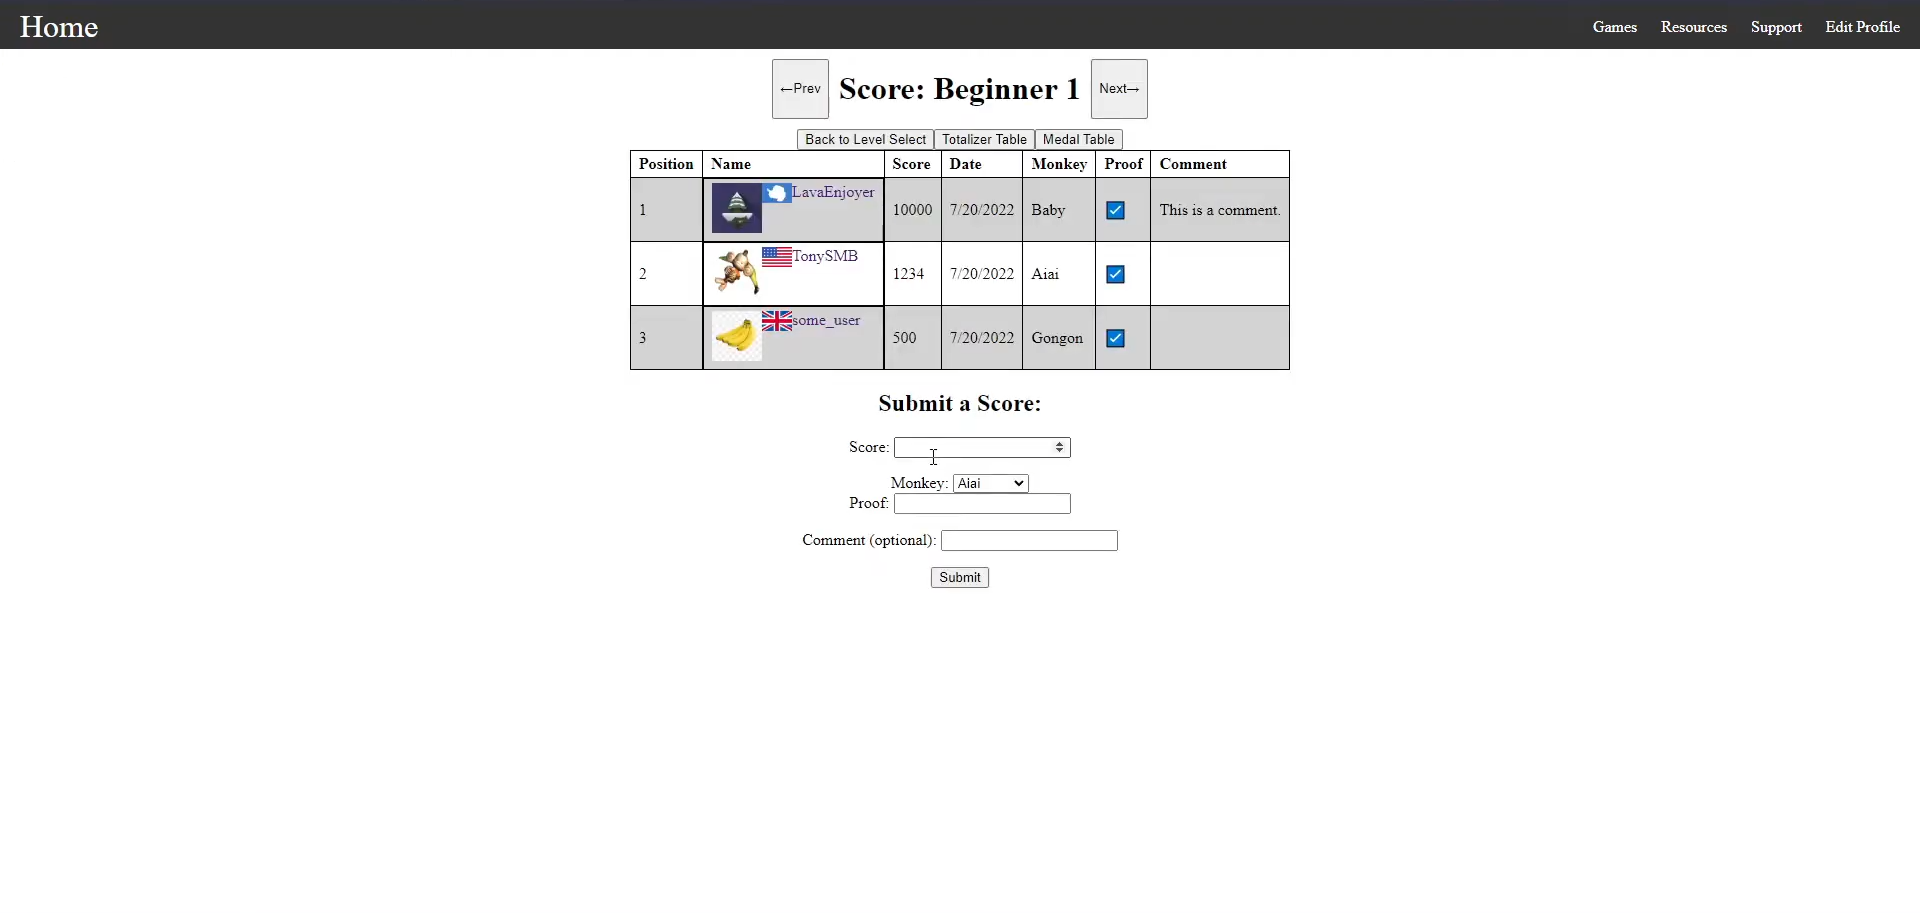 Home Games Resources Support Edit Profile
←Prev Score: Beginner 1 Next→
Back to Level Select Totalizer Table Medal Table
Position Name Score Date Monkey Proof Comment
1 LavaEnjoyer 10000 7/20/2022 Baby This is a comment.
2 TonySMB 1234 7/20/2022 Aiai
3 some_user 500 7/20/2022 Gongon
Submit a Score:
Score:
Monkey: Aiai
Proof:
Comment (optional):
Submit